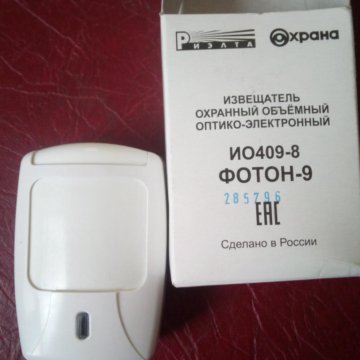 Риэлта Охрана
ИЗВЕЩАТЕЛЬ
ОХРАННЫЙ ОБЪЁМНЫЙ
ОПТИКО-ЭЛЕКТРОННЫЙ
ИО409-8
ФОТОН-9
285796
ЕАС
Сделано в России